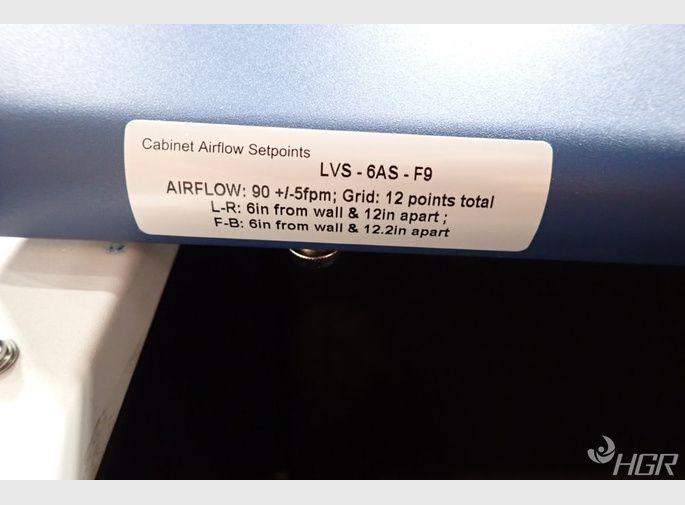 Cabinet Airflow Setpoints
LVS - 6AS - F9
AIRFLOW: 90 +/-5fpm; Grid: 12 points total
L-R: 6in from wall & 12in apart ;
F-B: 6in from wall & 12.2in apart
HGR